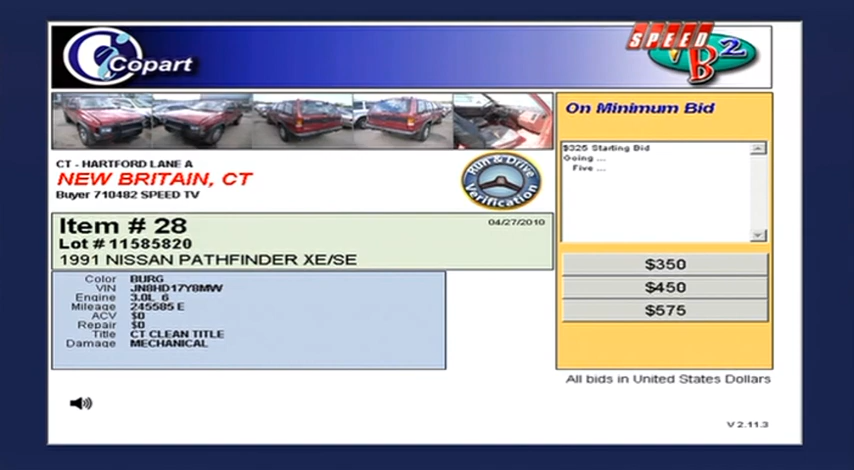 Copart
SPEED
VB2
On Minimum Bid
$325 Starting Bid
Going ...
Five ...
CT - HARTFORD LANE A
NEW BRITAIN, CT
Buyer 710482 SPEED TV
Run & Drive
Verification
Item # 28
04/27/2010
Lot # 11585820
1991 NISSAN PATHFINDER XE/SE
Color BURG
VIN JN8HD17Y8MW
Engine 3.0L 6
Mileage 245585 E
ACV $0
Repair $0
Title CT CLEAN TITLE
Damage MECHANICAL
$350
$450
$575
All bids in United States Dollars
V 2.11.3